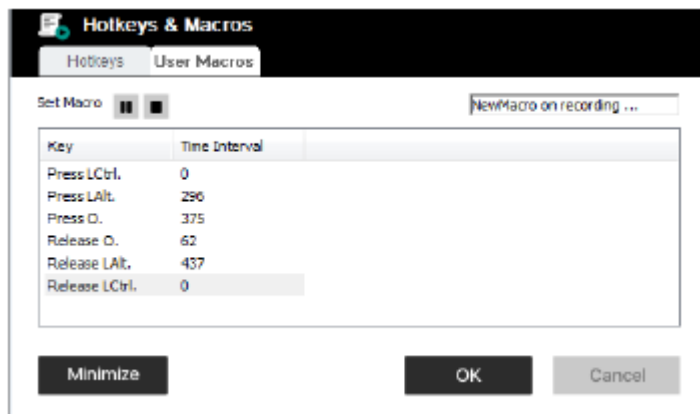 Hotkeys & Macros
Hotkeys User Macros
Set Macro NewMacro on recording ...
Key Time Interval
Press LCtrl. 0
Press LAlt. 296
Press O. 375
Release O. 62
Release LAlt. 437
Release LCtrl. 0
Minimize OK Cancel